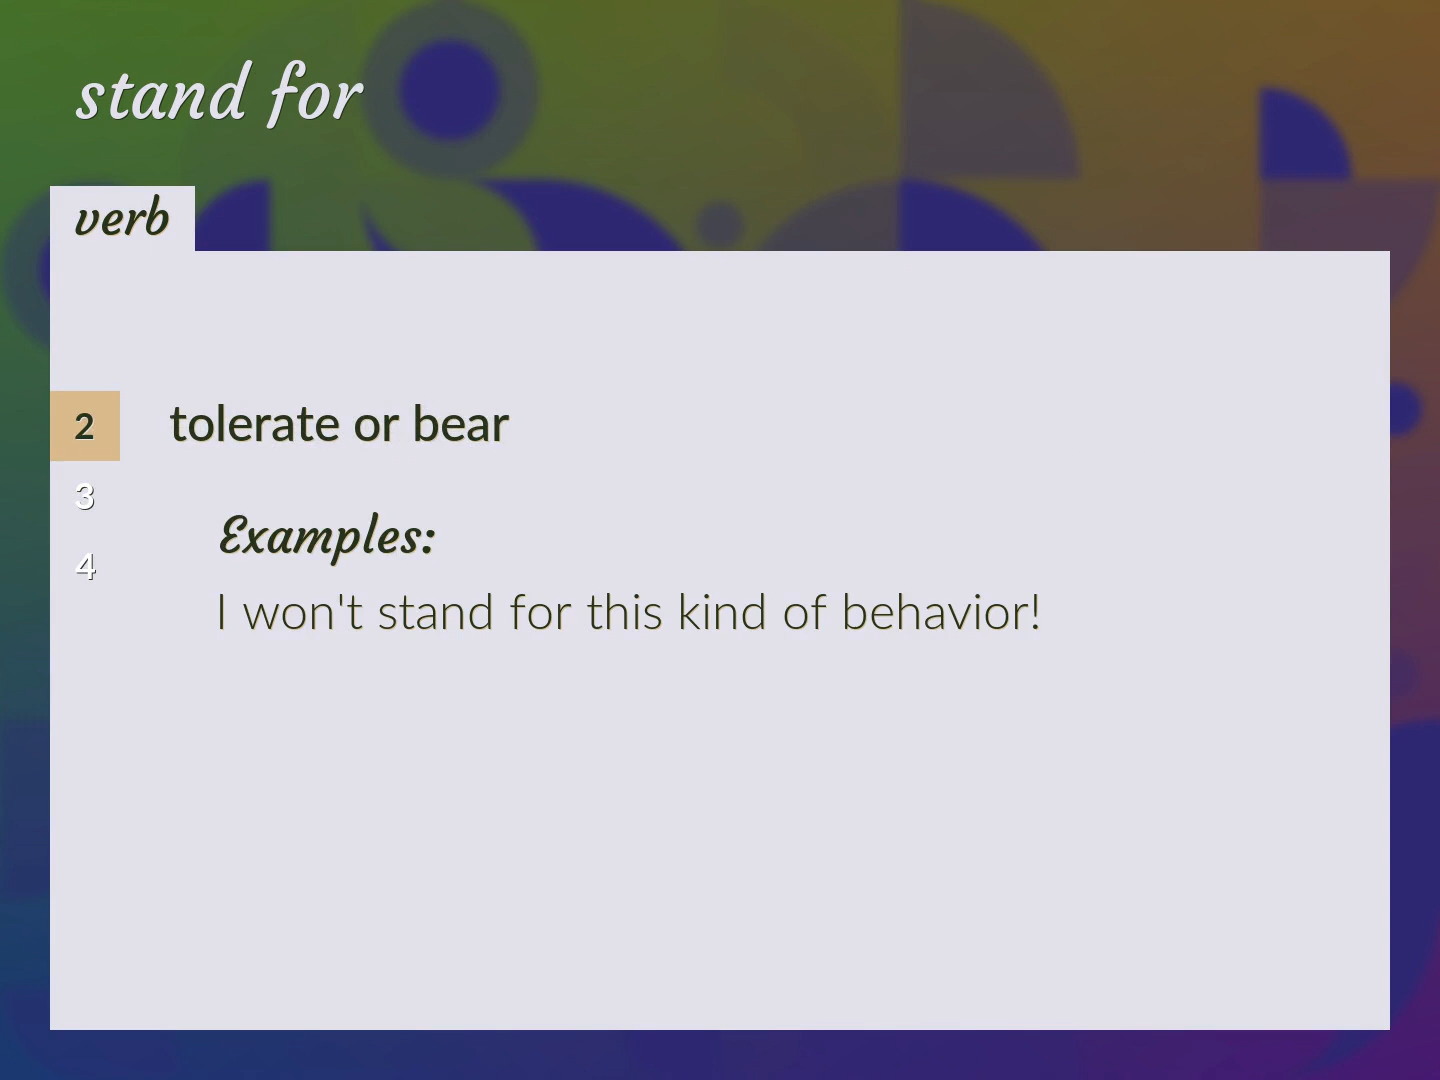 stand for
verb
2
tolerate or bear
3
Examples:
4
I won't stand for this kind of behavior!